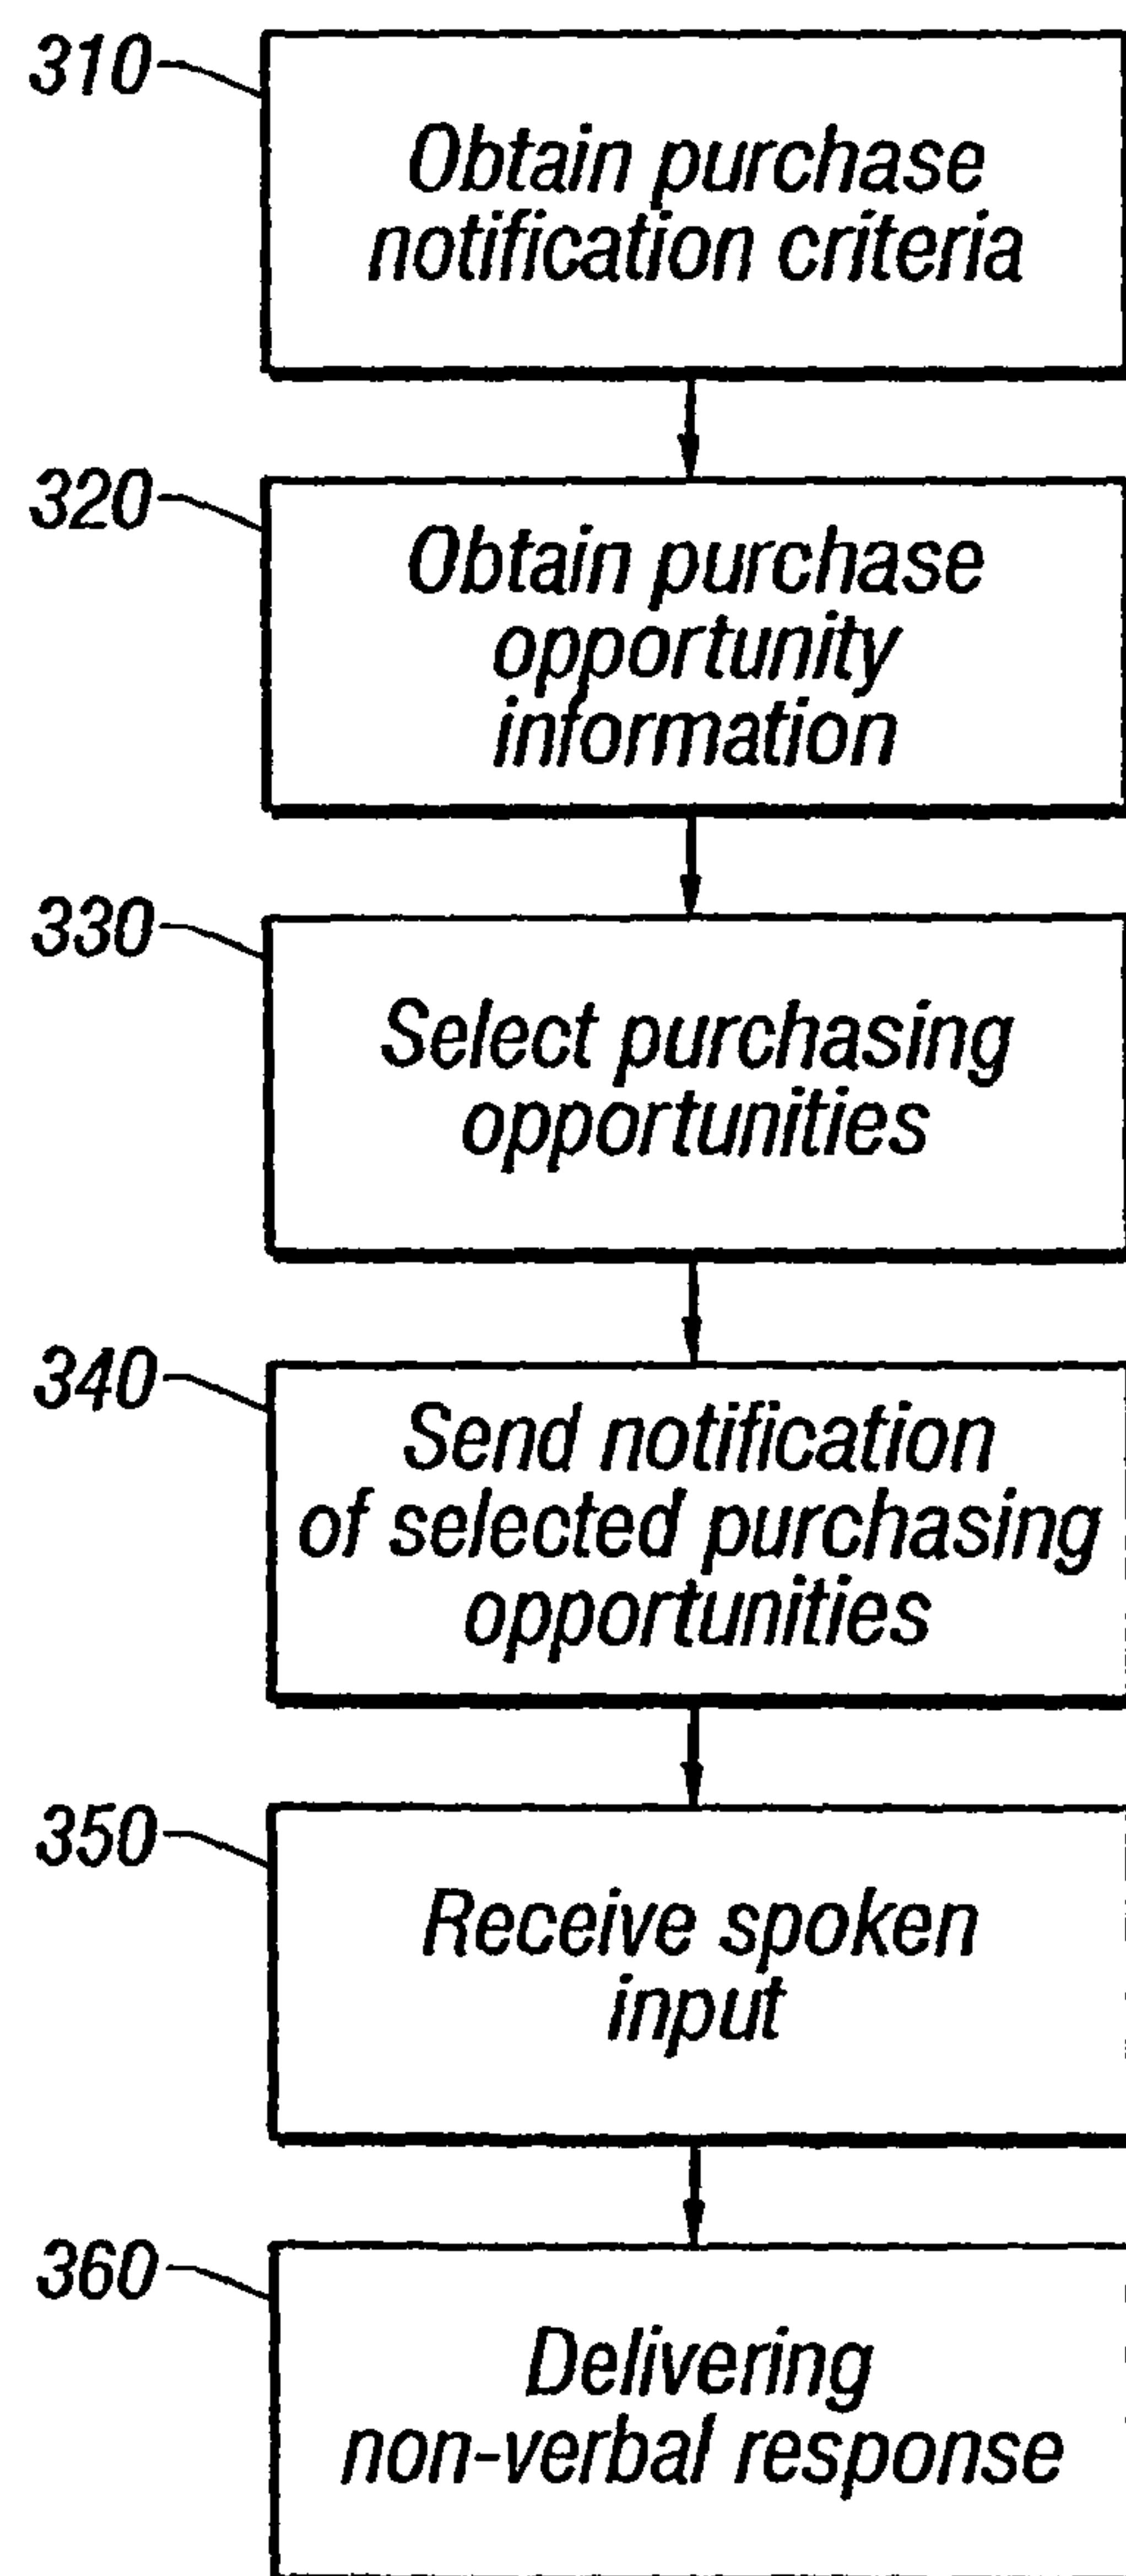 310
Obtain purchase
notification criteria
320
Obtain purchase
opportunity
information
330
Select purchasing
opportunities
340
Send notification
of selected purchasing
opportunities
350
Receive spoken
input
360
Delivering
non-verbal response